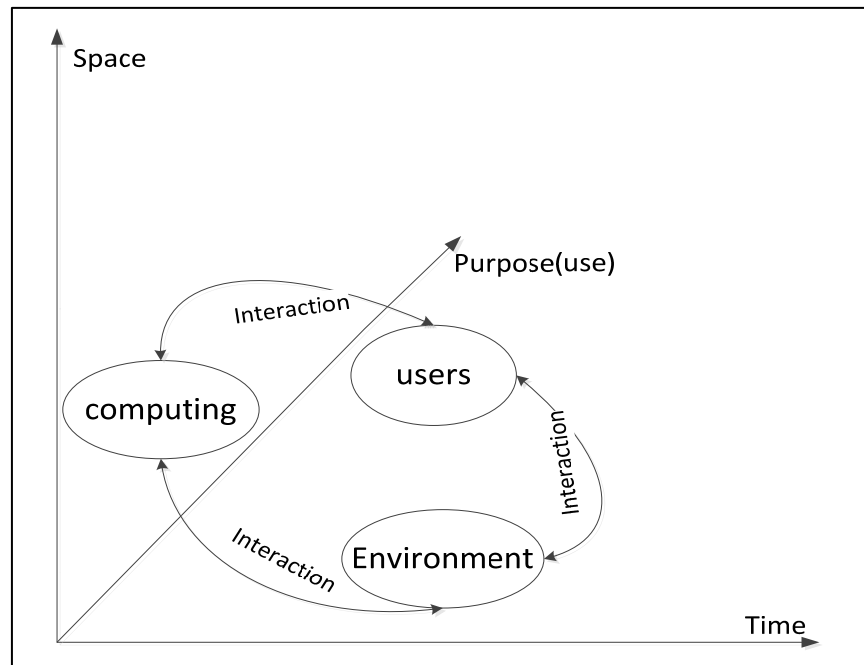 Space
Purpose(use)
Interaction
users
computing
Interaction
Environment
Interaction
Time